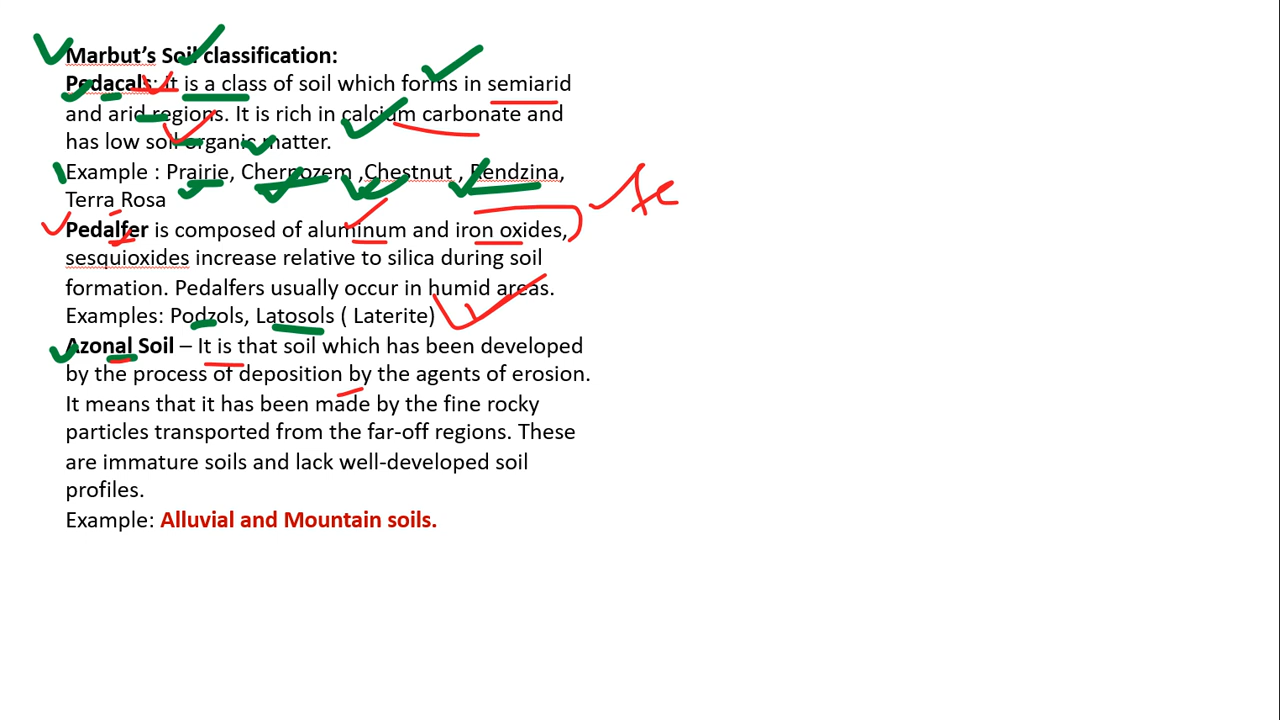 Marbut's Soil classification:
Pedacals: It is a class of soil which forms in semiarid
and arid regions. It is rich in calcium carbonate and
has low soil organic matter.
Example : Prairie, Chernozem ,Chestnut , Rendzina,
Terra Rosa
Pedalfer is composed of aluminum and iron oxides,
sesquioxides increase relative to silica during soil
formation. Pedalfers usually occur in humid areas.
Examples: Podzols, Latosols ( Laterite)
Azonal Soil – It is that soil which has been developed
by the process of deposition by the agents of erosion.
It means that it has been made by the fine rocky
particles transported from the far-off regions. These
are immature soils and lack well-developed soil
profiles.
Example: Alluvial and Mountain soils.